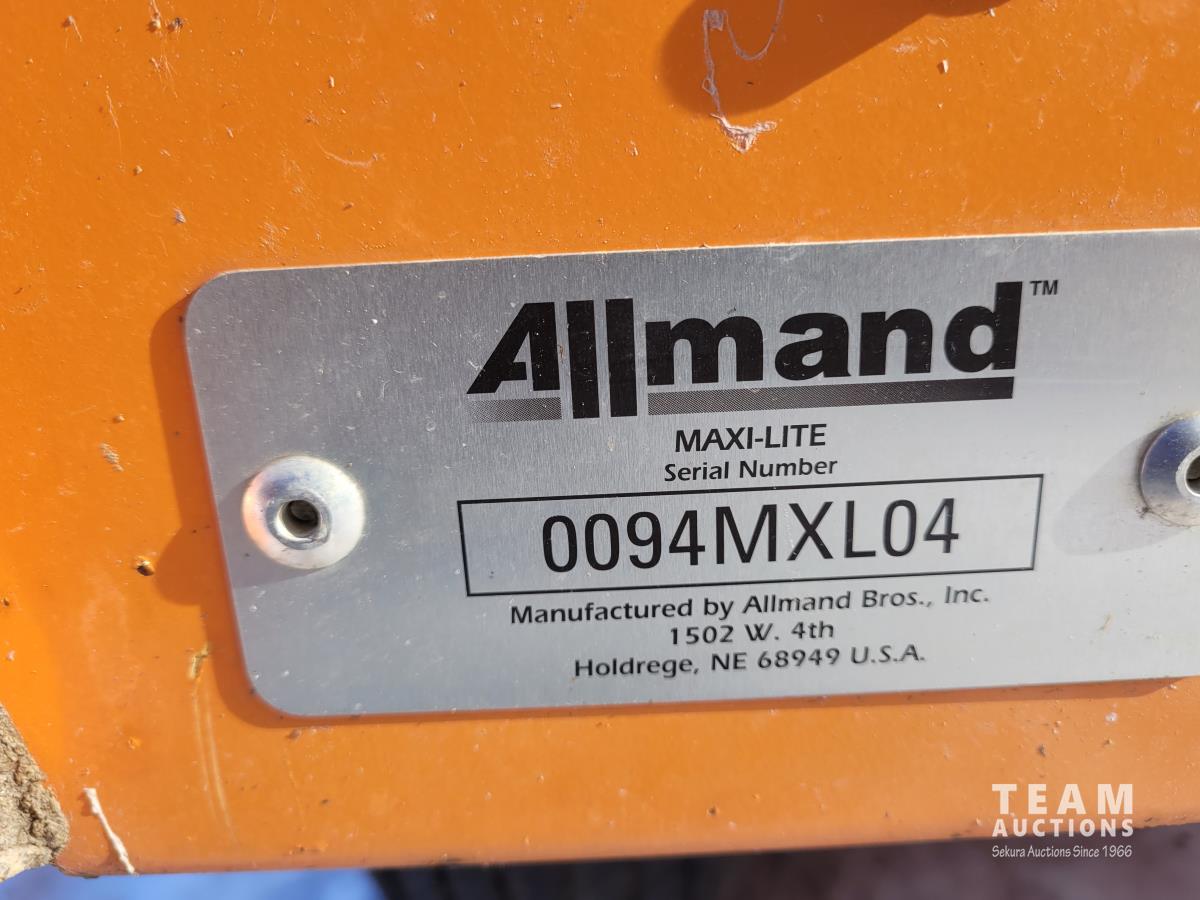 Allmand™
MAXI-LITE
Serial Number
0094MXL04
Manufactured by Allmand Bros., Inc.
1502 W. 4th
Holdrege, NE 68949 U.S.A.
TEAM
AUCTIONS
Sekura Auctions Since 1966